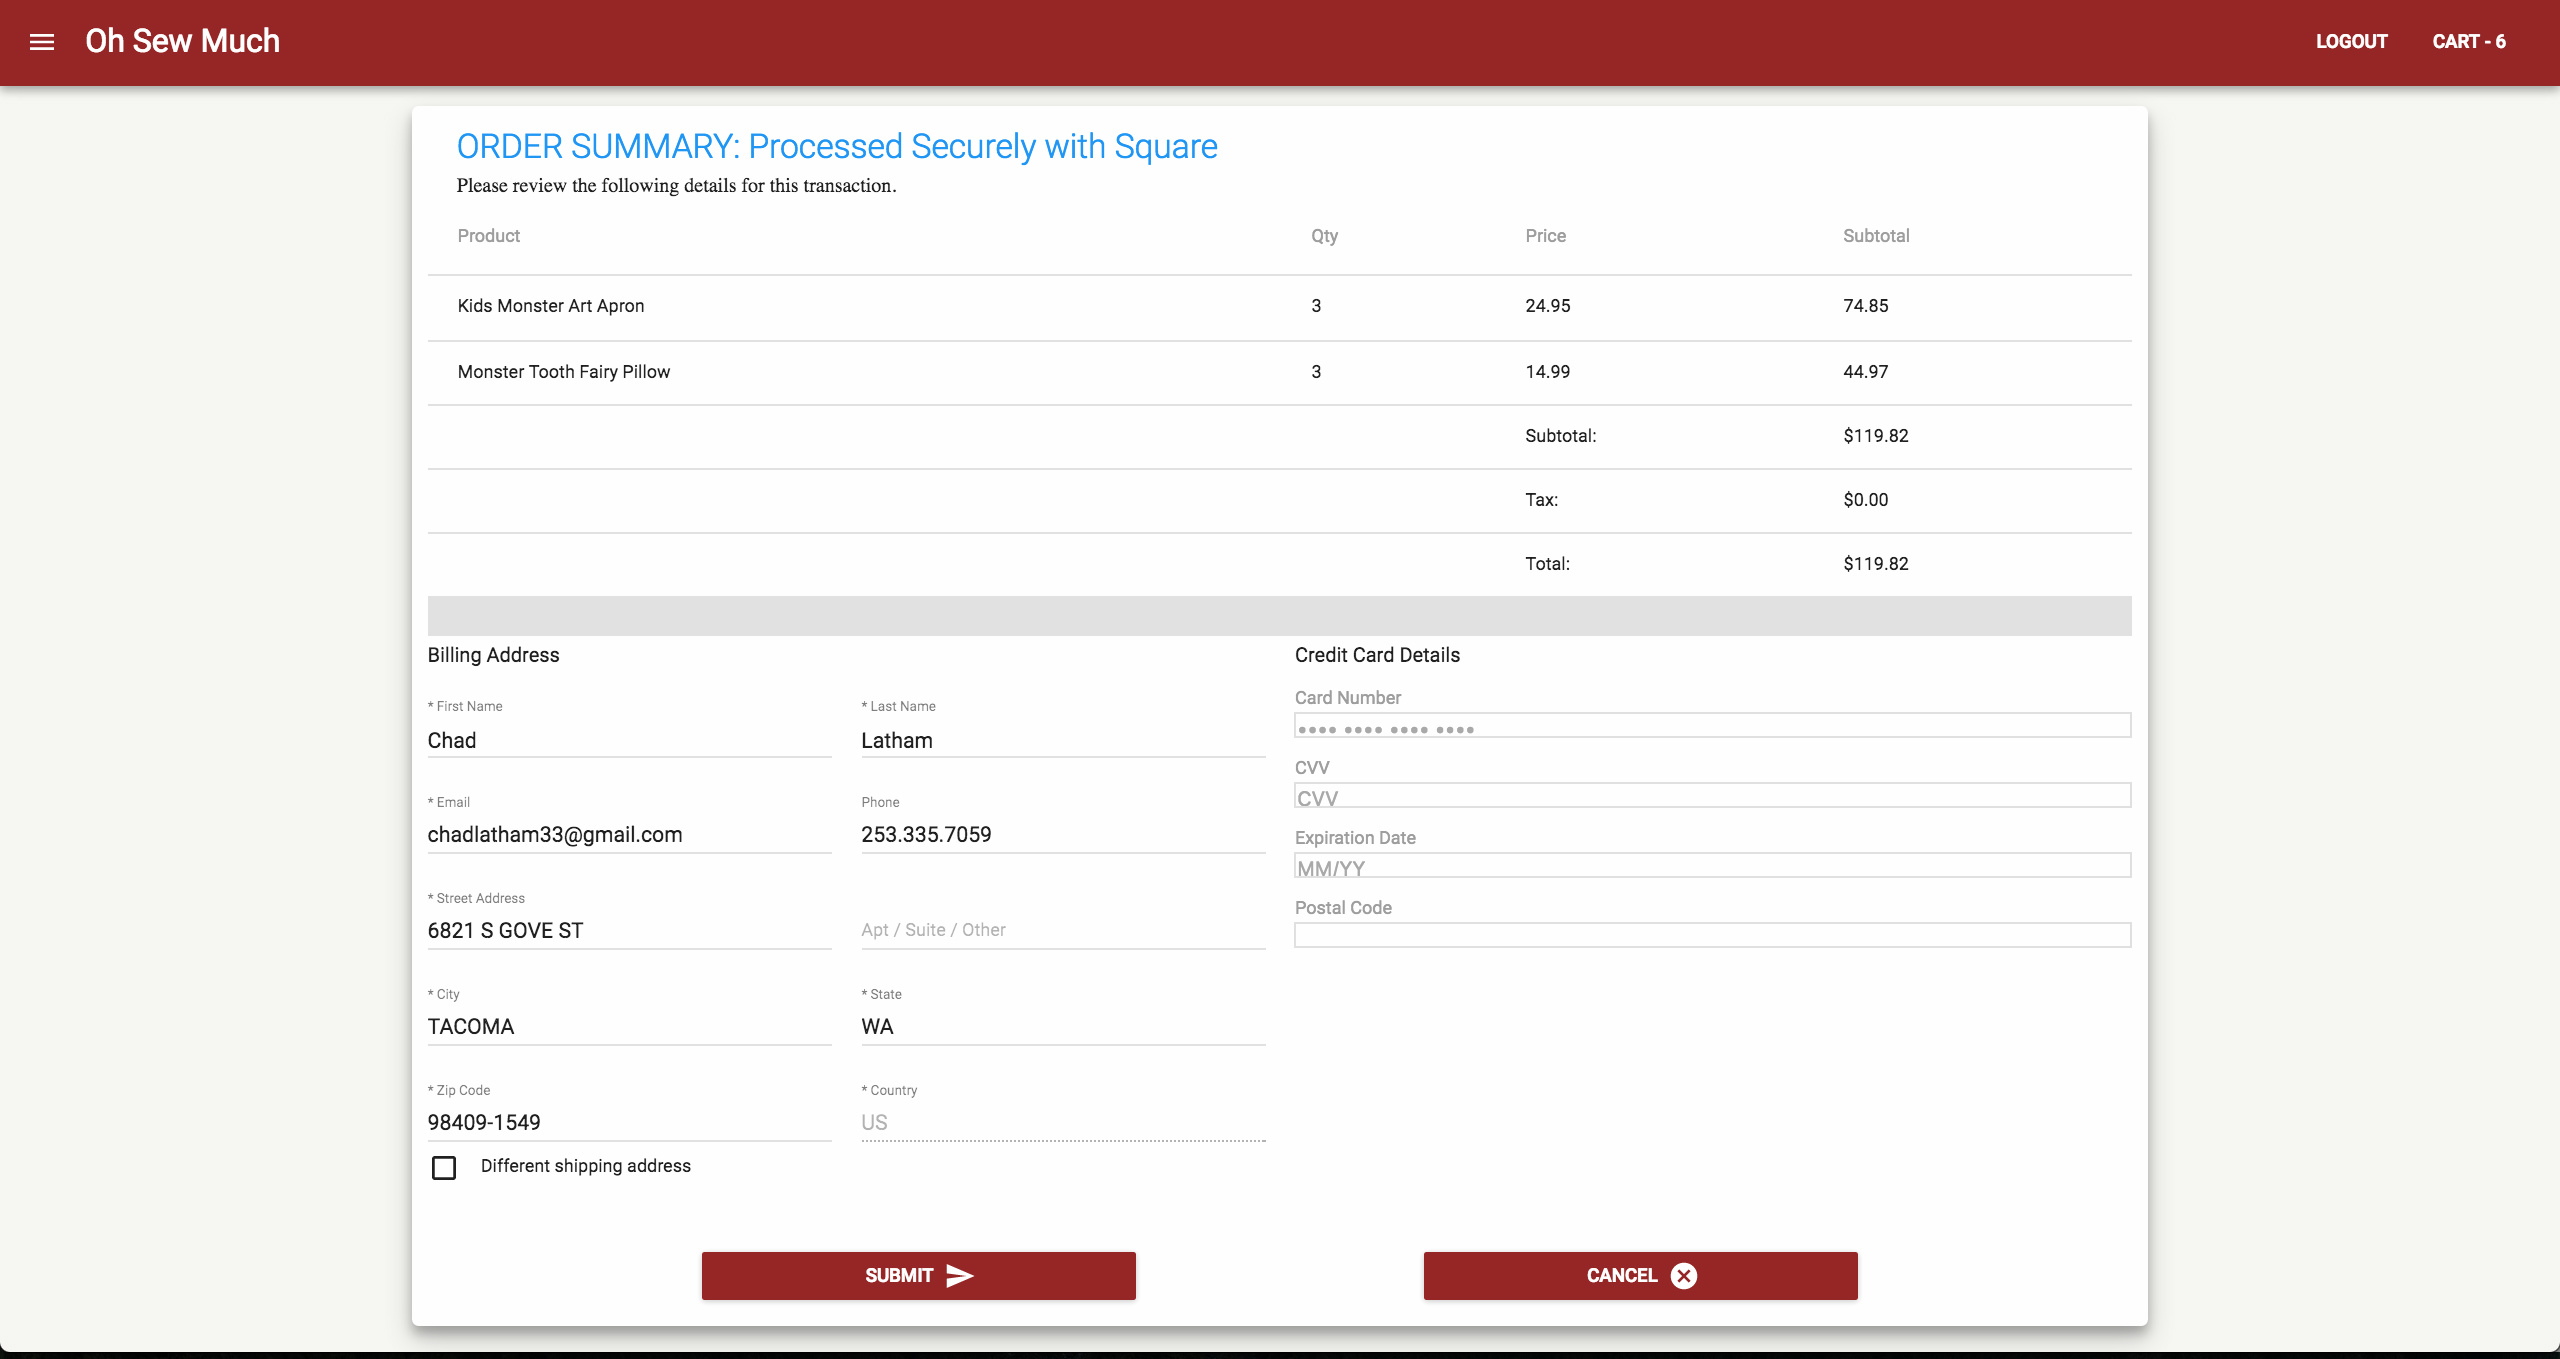 Oh Sew Much
LOGOUT
CART - 6
ORDER SUMMARY: Processed Securely with Square
Please review the following details for this transaction.
Product Qty Price Subtotal
Kids Monster Art Apron 3 24.95 74.85
Monster Tooth Fairy Pillow 3 14.99 44.97
Subtotal: $119.82
Tax: $0.00
Total: $119.82
Billing Address
* First Name
Chad
* Last Name
Latham
* Email
chadlatham33@gmail.com
Phone
253.335.7059
* Street Address
6821 S GOVE ST
Apt / Suite / Other
* City
TACOMA
* State
WA
* Zip Code
98409-1549
* Country
US
Different shipping address
Credit Card Details
Card Number
•••• •••• •••• ••••
CVV
CVV
Expiration Date
MM/YY
Postal Code
SUBMIT
CANCEL